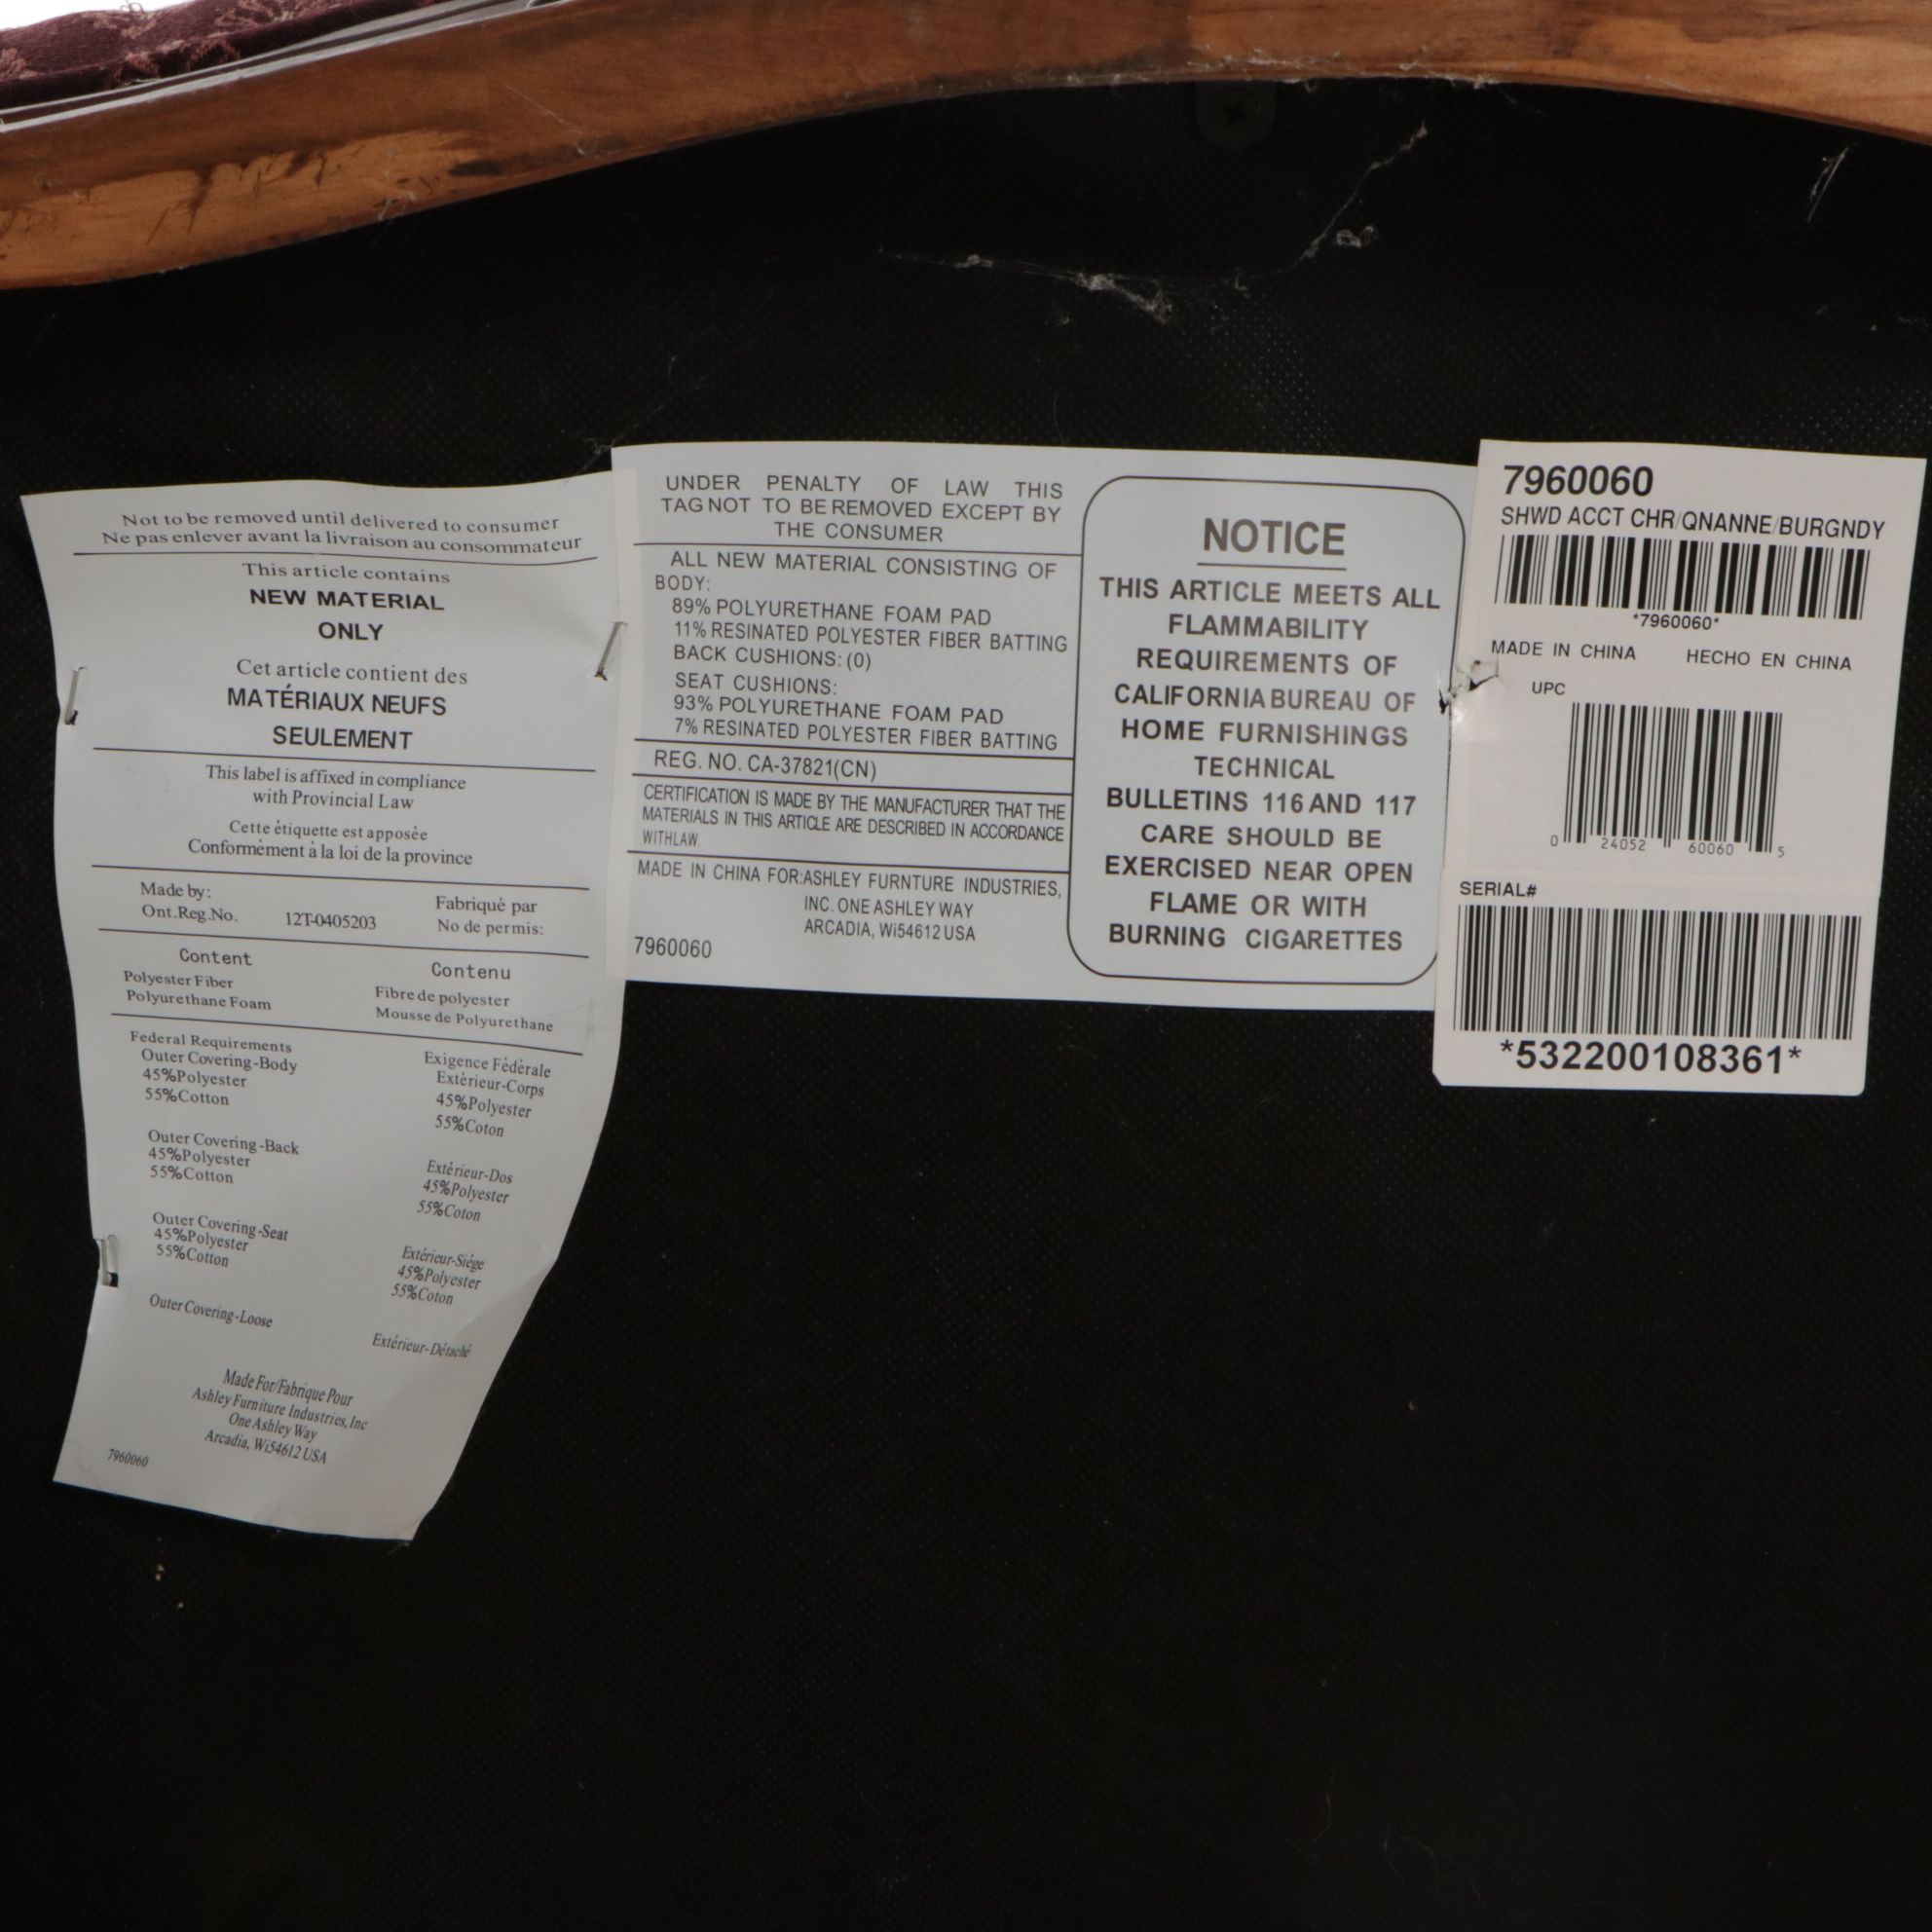 Not to be removed until delivered to consumer
Ne pas enlever avant la livraison au consommateur
This article contains
NEW MATERIAL
ONLY
Cet article contient des
MATÉRIAUX NEUFS
SEULEMENT
This label is affixed in compliance
with Provincial Law
Cette étiquette est apposée
Conformément à la loi de la province
Made by: Fabriqué par
Ont.Reg.No. 12T-0405203 No de permis:
Content Contenu
Polyester Fiber Fibre de polyester
Polyurethane Foam Mousse de Polyurethane
Federal Requirements Exigence Fédérale
Outer Covering-Body Extérieur-Corps
45%Polyester 45%Polyester
55%Cotton 55%Coton
Outer Covering-Back Extérieur-Dos
45%Polyester 45%Polyester
55%Cotton 55%Coton
Outer Covering-Seat Extérieur-Siége
45%Polyester 45%Polyester
55%Cotton 55%Coton
Outer Covering-Loose Extérieur-Détaché
Made For/Fabrique Pour
Ashley Furniture Industries, Inc
One Ashley Way
Arcadia, Wi54612 USA
7960060
UNDER PENALTY OF LAW THIS
TAG NOT TO BE REMOVED EXCEPT BY
THE CONSUMER
ALL NEW MATERIAL CONSISTING OF
BODY:
89% POLYURETHANE FOAM PAD
11% RESINATED POLYESTER FIBER BATTING
BACK CUSHIONS: (0)
SEAT CUSHIONS:
93% POLYURETHANE FOAM PAD
7% RESINATED POLYESTER FIBER BATTING
REG. NO. CA-37821(CN)
CERTIFICATION IS MADE BY THE MANUFACTURER THAT THE
MATERIALS IN THIS ARTICLE ARE DESCRIBED IN ACCORDANCE
WITHLAW.
MADE IN CHINA FOR:ASHLEY FURNTURE INDUSTRIES,
INC. ONE ASHLEY WAY
ARCADIA, Wi54612 USA
7960060
NOTICE
THIS ARTICLE MEETS ALL
FLAMMABILITY
REQUIREMENTS OF
CALIFORNIA BUREAU OF
HOME FURNISHINGS
TECHNICAL
BULLETINS 116 AND 117
CARE SHOULD BE
EXERCISED NEAR OPEN
FLAME OR WITH
BURNING CIGARETTES
7960060
SHWD ACCT CHR/QNANNE/BURGNDY
*7960060*
MADE IN CHINA HECHO EN CHINA
UPC
0 24052 60060 5
SERIAL#
*532200108361*